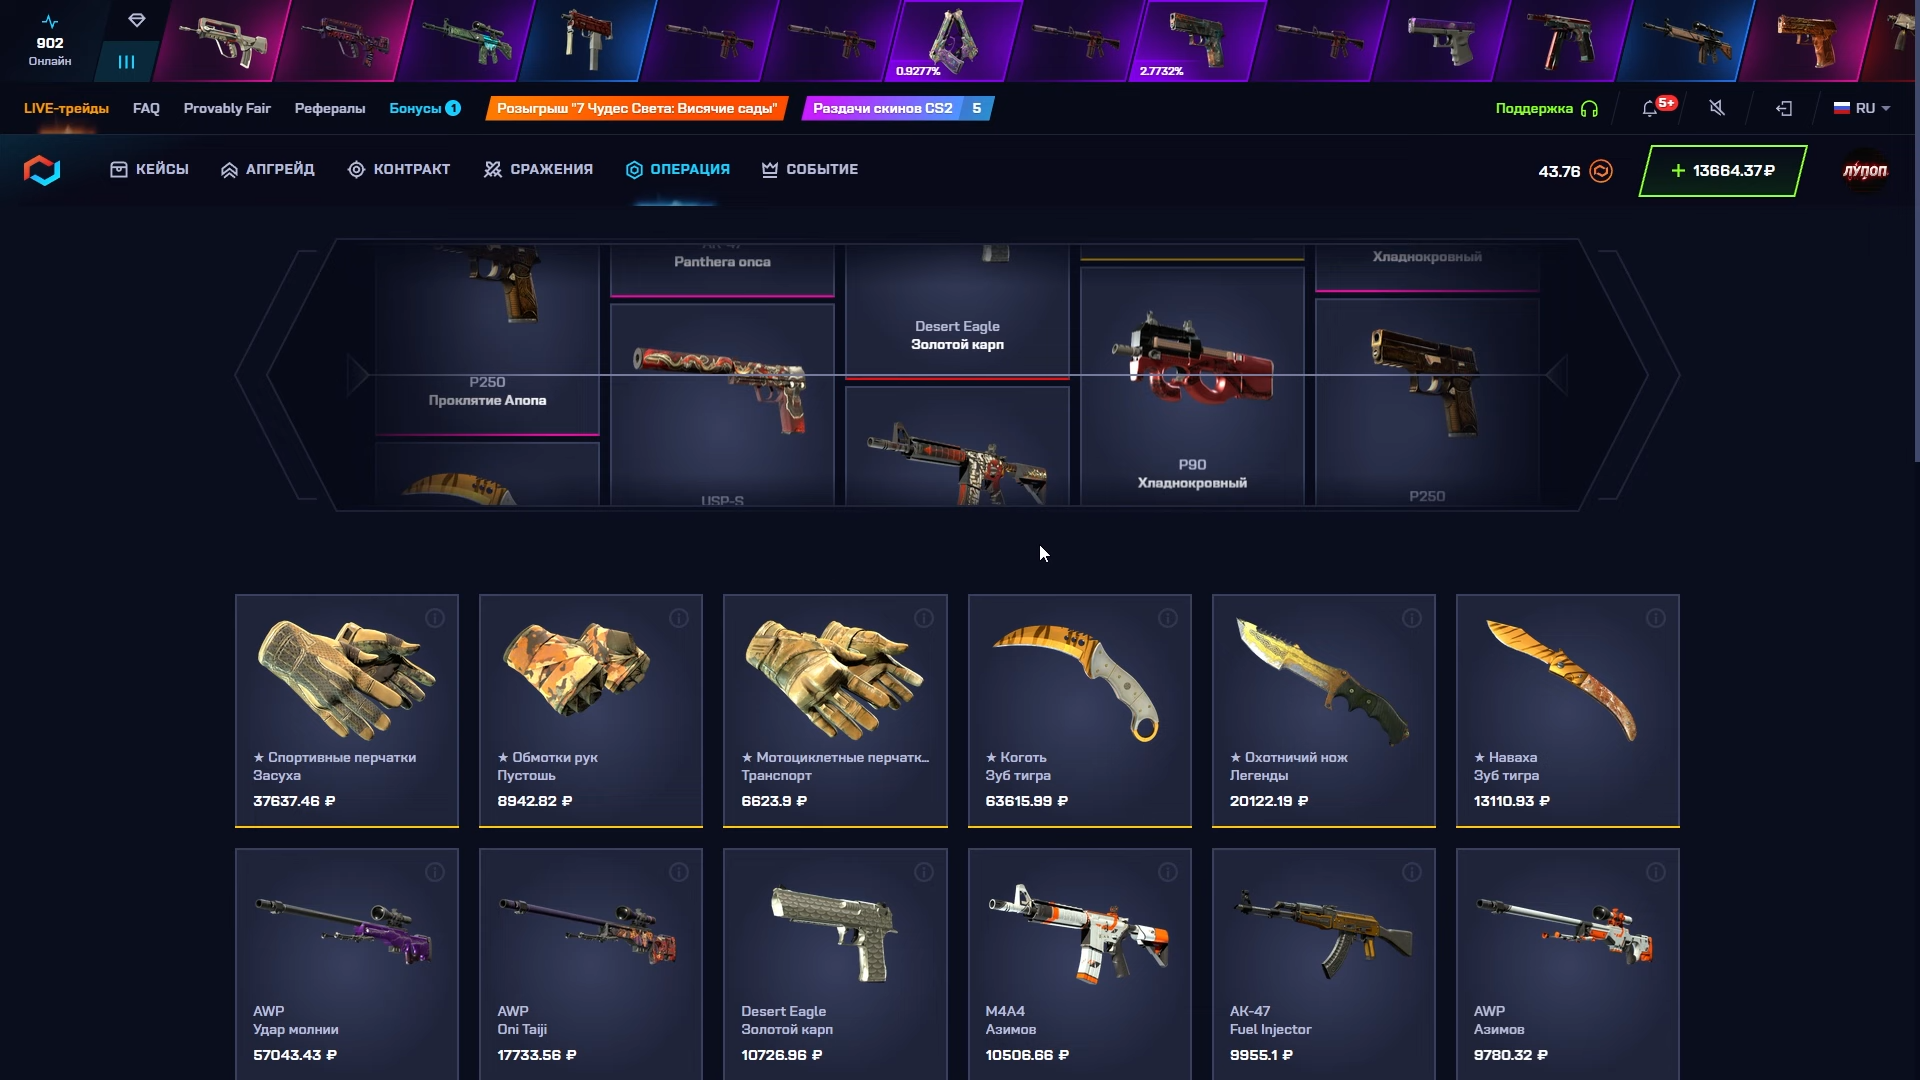 902
Онлайн
0.9277%
2.7732%
LIVE-трейды
FAQ
Provably Fair
Рефералы
Бонусы 1
Розыгрыш "7 Чудес Света: Висячие сады"
Раздачи скинов CS2 5
Поддержка
5+
RU
КЕЙСЫ
АПГРЕЙД
КОНТРАКТ
СРАЖЕНИЯ
ОПЕРАЦИЯ
СОБЫТИЕ
43.76
+ 13664.37 ₽
ЛУПОП
P250
Проклятие Апопа
AK-47
Panthera onca
USP-S
Desert Eagle
Золотой карп
P90
Хладнокровный
Хладнокровный
P250
★ Спортивные перчатки
Засуха
37637.46 ₽
★ Обмотки рук
Пустошь
8942.82 ₽
★ Мотоциклетные перчатк...
Транспорт
6623.9 ₽
★ Коготь
Зуб тигра
63615.99 ₽
★ Охотничий нож
Легенды
20122.19 ₽
★ Наваха
Зуб тигра
13110.93 ₽
AWP
Удар молнии
57043.43 ₽
AWP
Oni Taiji
17733.56 ₽
Desert Eagle
Золотой карп
10726.96 ₽
M4A4
Азимов
10506.66 ₽
AK-47
Fuel Injector
9955.1 ₽
AWP
Азимов
9780.32 ₽